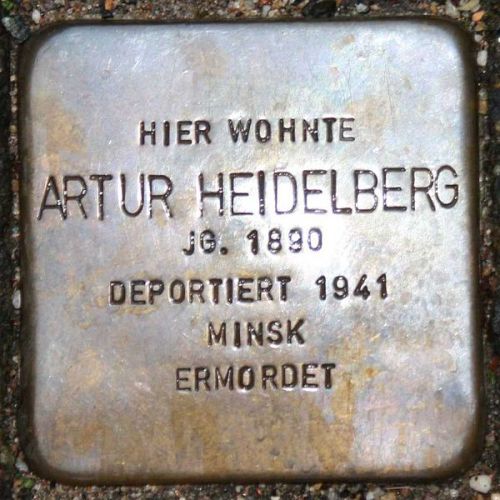 HIER WOHNTE
ARTUR HEIDELBERG
JG. 1890
DEPORTIERT 1941
MINSK
ERMORDET